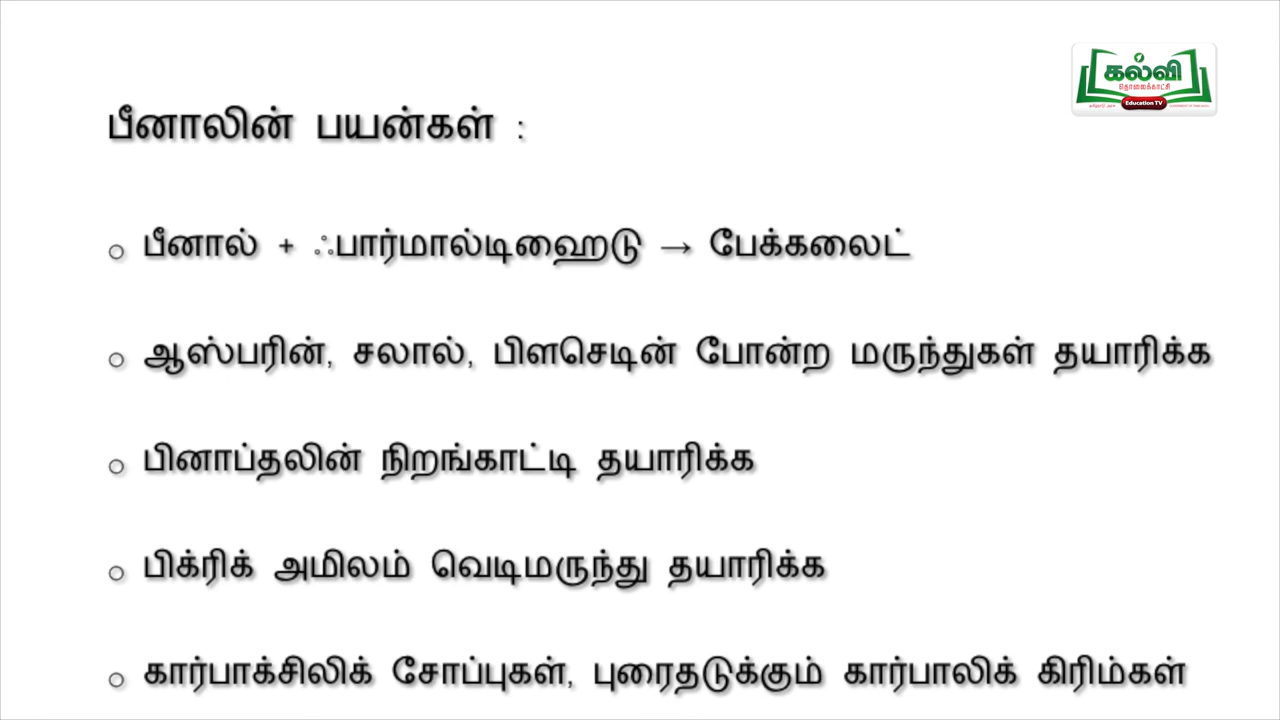 கல்வி
தொலைக்காட்சி
Education TV
பீனாலின் பயன்கள் :
பீனால் + ஃபார்மால்டிஹைடு → பேக்கலைட்
ஆஸ்பரின், சலால், பிளசெடின் போன்ற மருந்துகள் தயாரிக்க
பினாப்தலின் நிறங்காட்டி தயாரிக்க
பிக்ரிக் அமிலம் வெடிமருந்து தயாரிக்க
கார்பாக்சிலிக் சோப்புகள், புரைதடுக்கும் கார்பாலிக் கிரிம்கள்